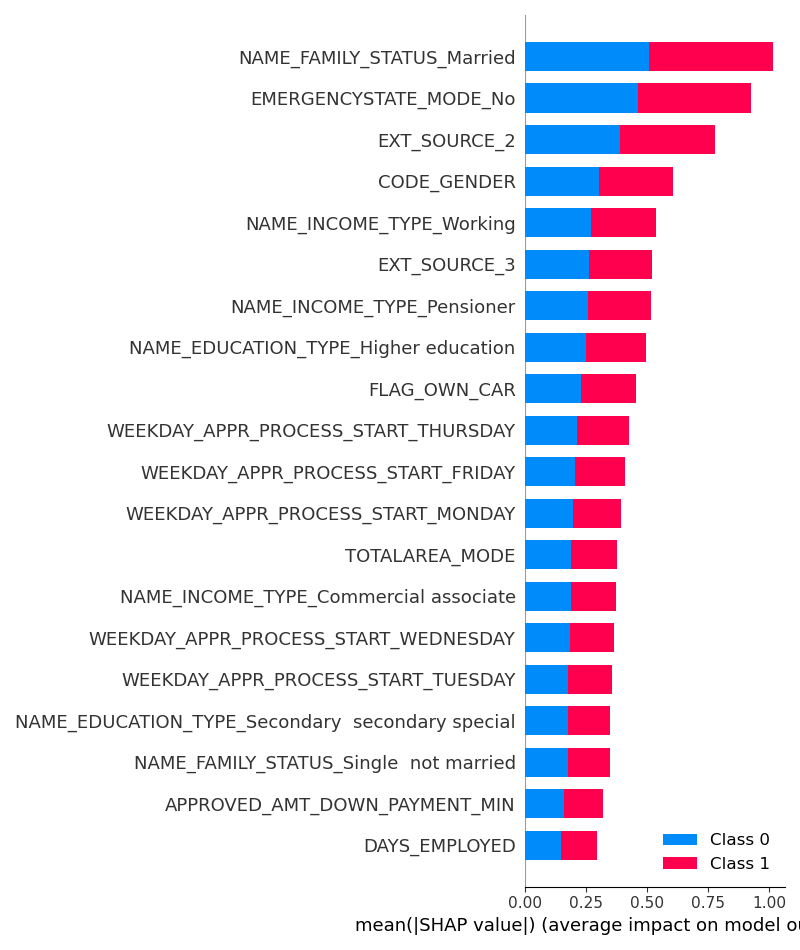 NAME_FAMILY_STATUS_Married
EMERGENCYSTATE_MODE_No
EXT_SOURCE_2
CODE_GENDER
NAME_INCOME_TYPE_Working
EXT_SOURCE_3
NAME_INCOME_TYPE_Pensioner
NAME_EDUCATION_TYPE_Higher education
FLAG_OWN_CAR
WEEKDAY_APPR_PROCESS_START_THURSDAY
WEEKDAY_APPR_PROCESS_START_FRIDAY
WEEKDAY_APPR_PROCESS_START_MONDAY
TOTALAREA_MODE
NAME_INCOME_TYPE_Commercial associate
WEEKDAY_APPR_PROCESS_START_WEDNESDAY
WEEKDAY_APPR_PROCESS_START_TUESDAY
NAME_EDUCATION_TYPE_Secondary  secondary special
NAME_FAMILY_STATUS_Single  not married
APPROVED_AMT_DOWN_PAYMENT_MIN
DAYS_EMPLOYED
Class 0
Class 1
0.00 0.25 0.50 0.75 1.00
mean(|SHAP value|) (average impact on model